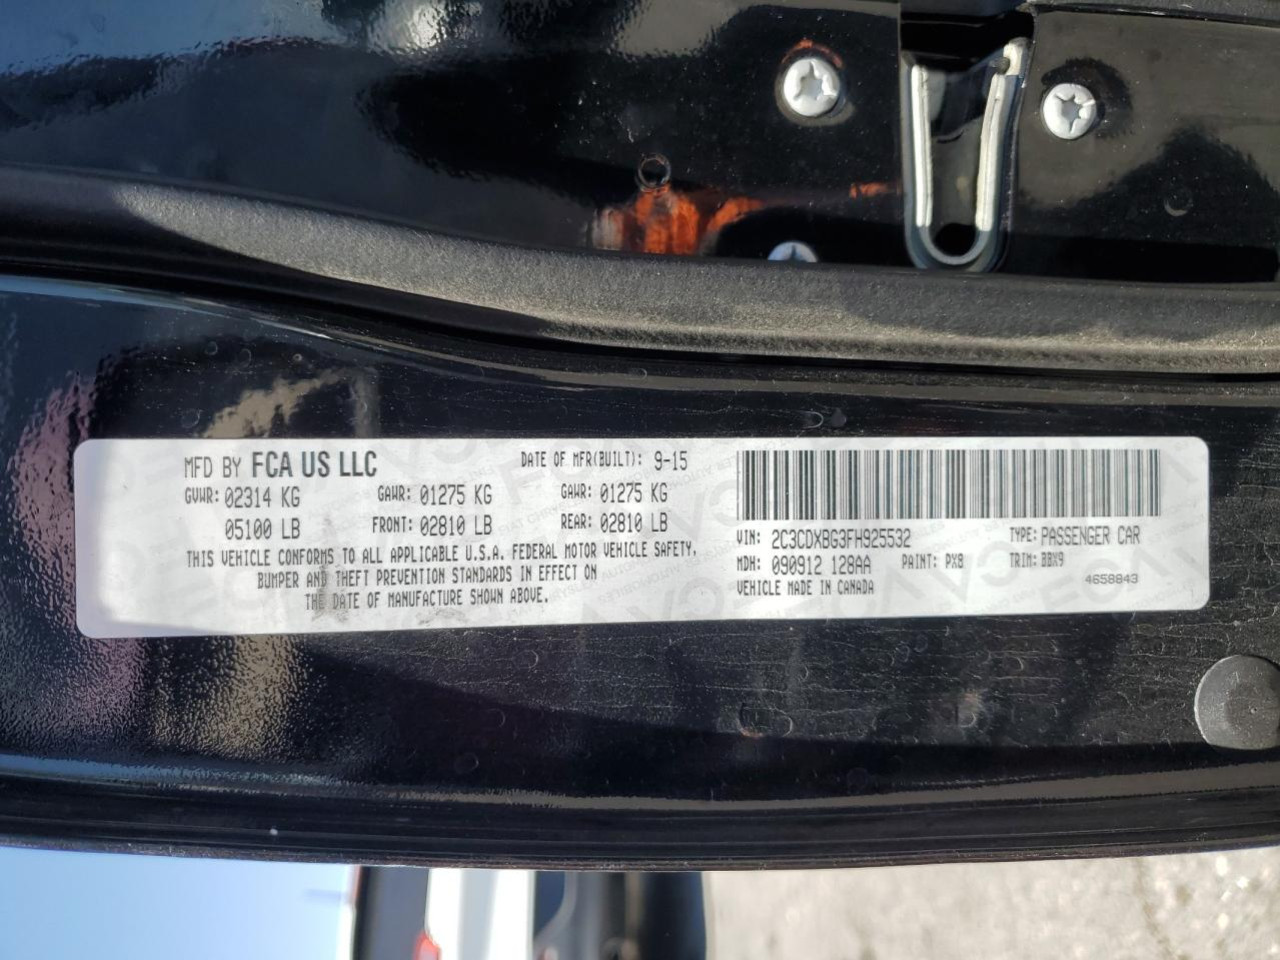 MFD BY FCA US LLC DATE OF MFR(BUILT): 9-15
GVWR: 02314 KG GAWR: 01275 KG GAWR: 01275 KG
05100 LB FRONT: 02810 LB REAR: 02810 LB
THIS VEHICLE CONFORMS TO ALL APPLICABLE U.S.A. FEDERAL MOTOR VEHICLE SAFETY,
BUMPER AND THEFT PREVENTION STANDARDS IN EFFECT ON
THE DATE OF MANUFACTURE SHOWN ABOVE.
VIN: 2C3CDXBG3FH925532 TYPE: PASSENGER CAR
MDH: 090912 128AA PAINT: PX8 TRIM: BBX9
VEHICLE MADE IN CANADA 4658843